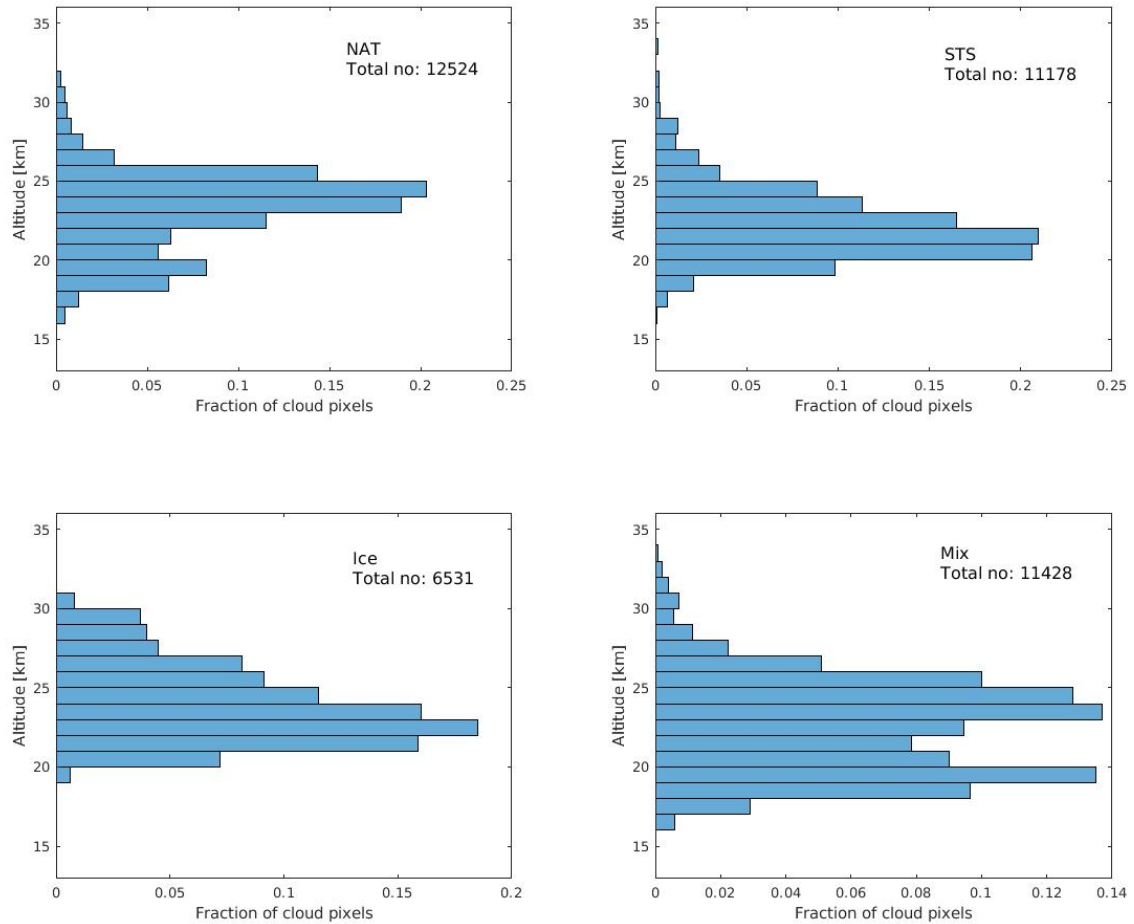 35
30
25
20
15
Altitude [km]
NAT
Total no: 12524
0 0.05 0.1 0.15 0.2 0.25
Fraction of cloud pixels
35
30
25
20
15
Altitude [km]
STS
Total no: 11178
0 0.05 0.1 0.15 0.2 0.25
Fraction of cloud pixels
35
30
25
20
15
Altitude [km]
Ice
Total no: 6531
0 0.05 0.1 0.15 0.2
Fraction of cloud pixels
35
30
25
20
15
Altitude [km]
Mix
Total no: 11428
0 0.02 0.04 0.06 0.08 0.1 0.12 0.14
Fraction of cloud pixels